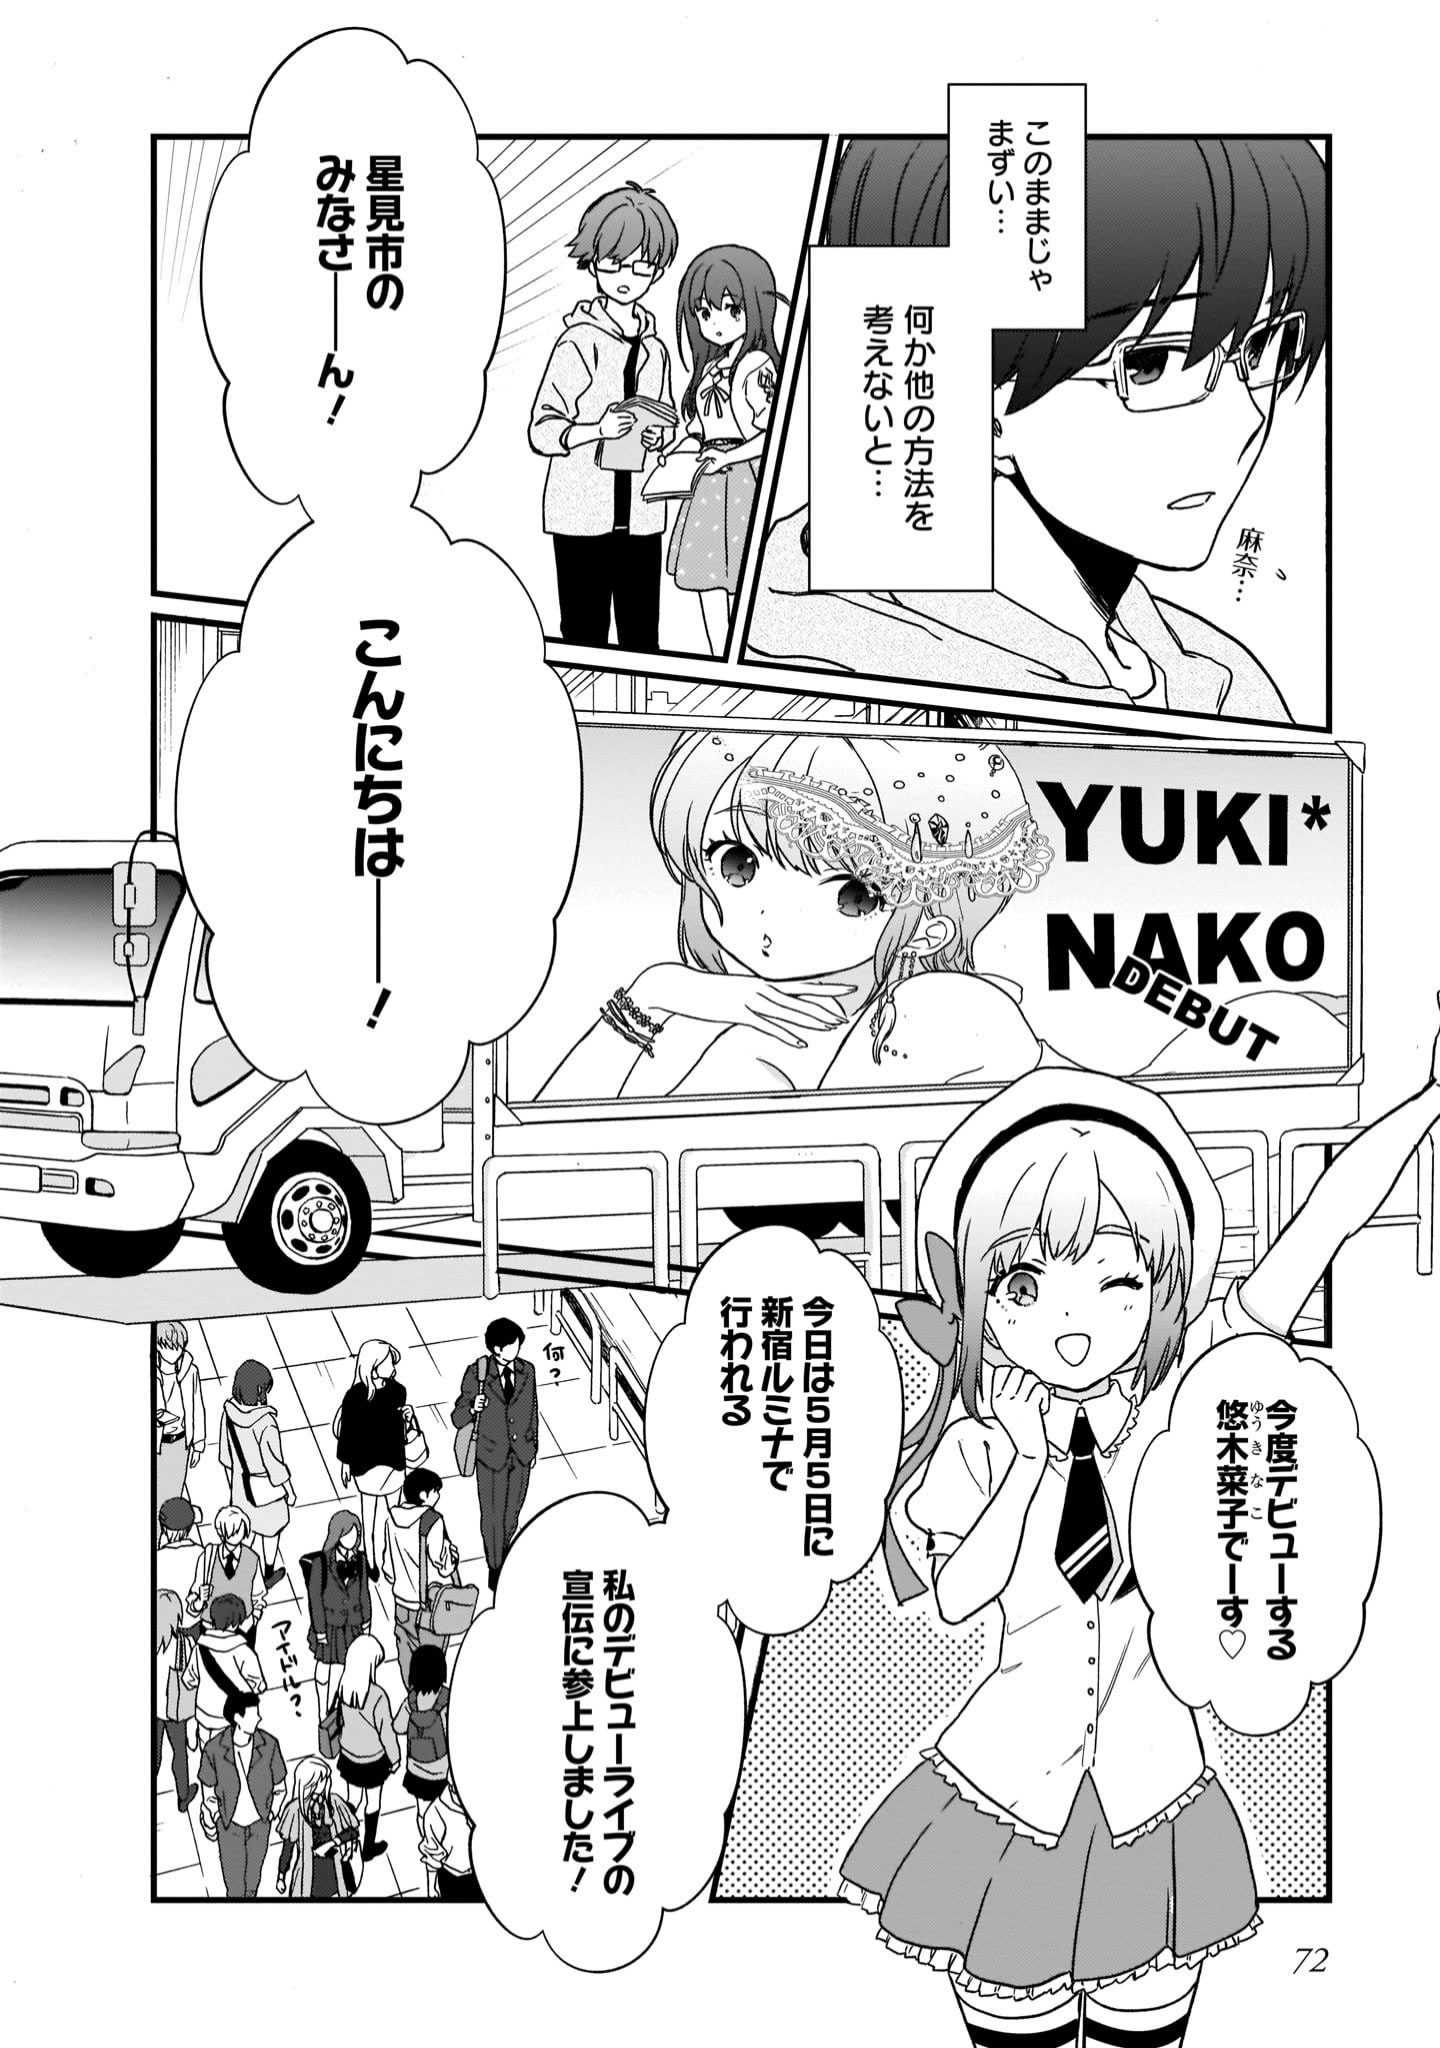 このままじゃ
まずい…
何か他の方法を
考えないと…
麻奈…
星見市の
みなさーーん！
こんにちはーー！
YUKI*
NAKO
DEBUT
今度デビューする
悠木菜子でーす♡
ゆうきなこ
今日は5月5日に
新宿ルミナで
行われる
私のデビューライブの
宣伝に参上しました！
何？
アイドル？
72